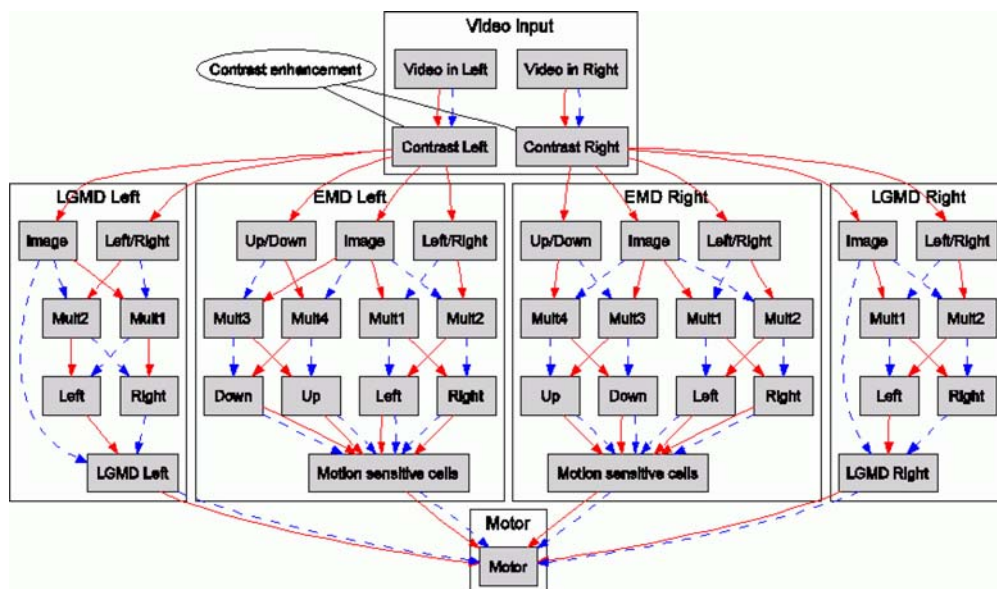 Video Input
Contrast enhancement
Video in Left
Video in Right
Contrast Left
Contrast Right
LGMD Left
EMD Left
EMD Right
LGMD Right
Image
Left/Right
Up/Down
Image
Left/Right
Up/Down
Image
Left/Right
Image
Left/Right
Mult2
Mult1
Mult3
Mult4
Mult1
Mult2
Mult4
Mult3
Mult1
Mult2
Mult1
Mult2
Left
Right
Down
Up
Left
Right
Up
Down
Left
Right
Left
Right
LGMD Left
Motion sensitive cells
Motion sensitive cells
LGMD Right
Motor
Motor